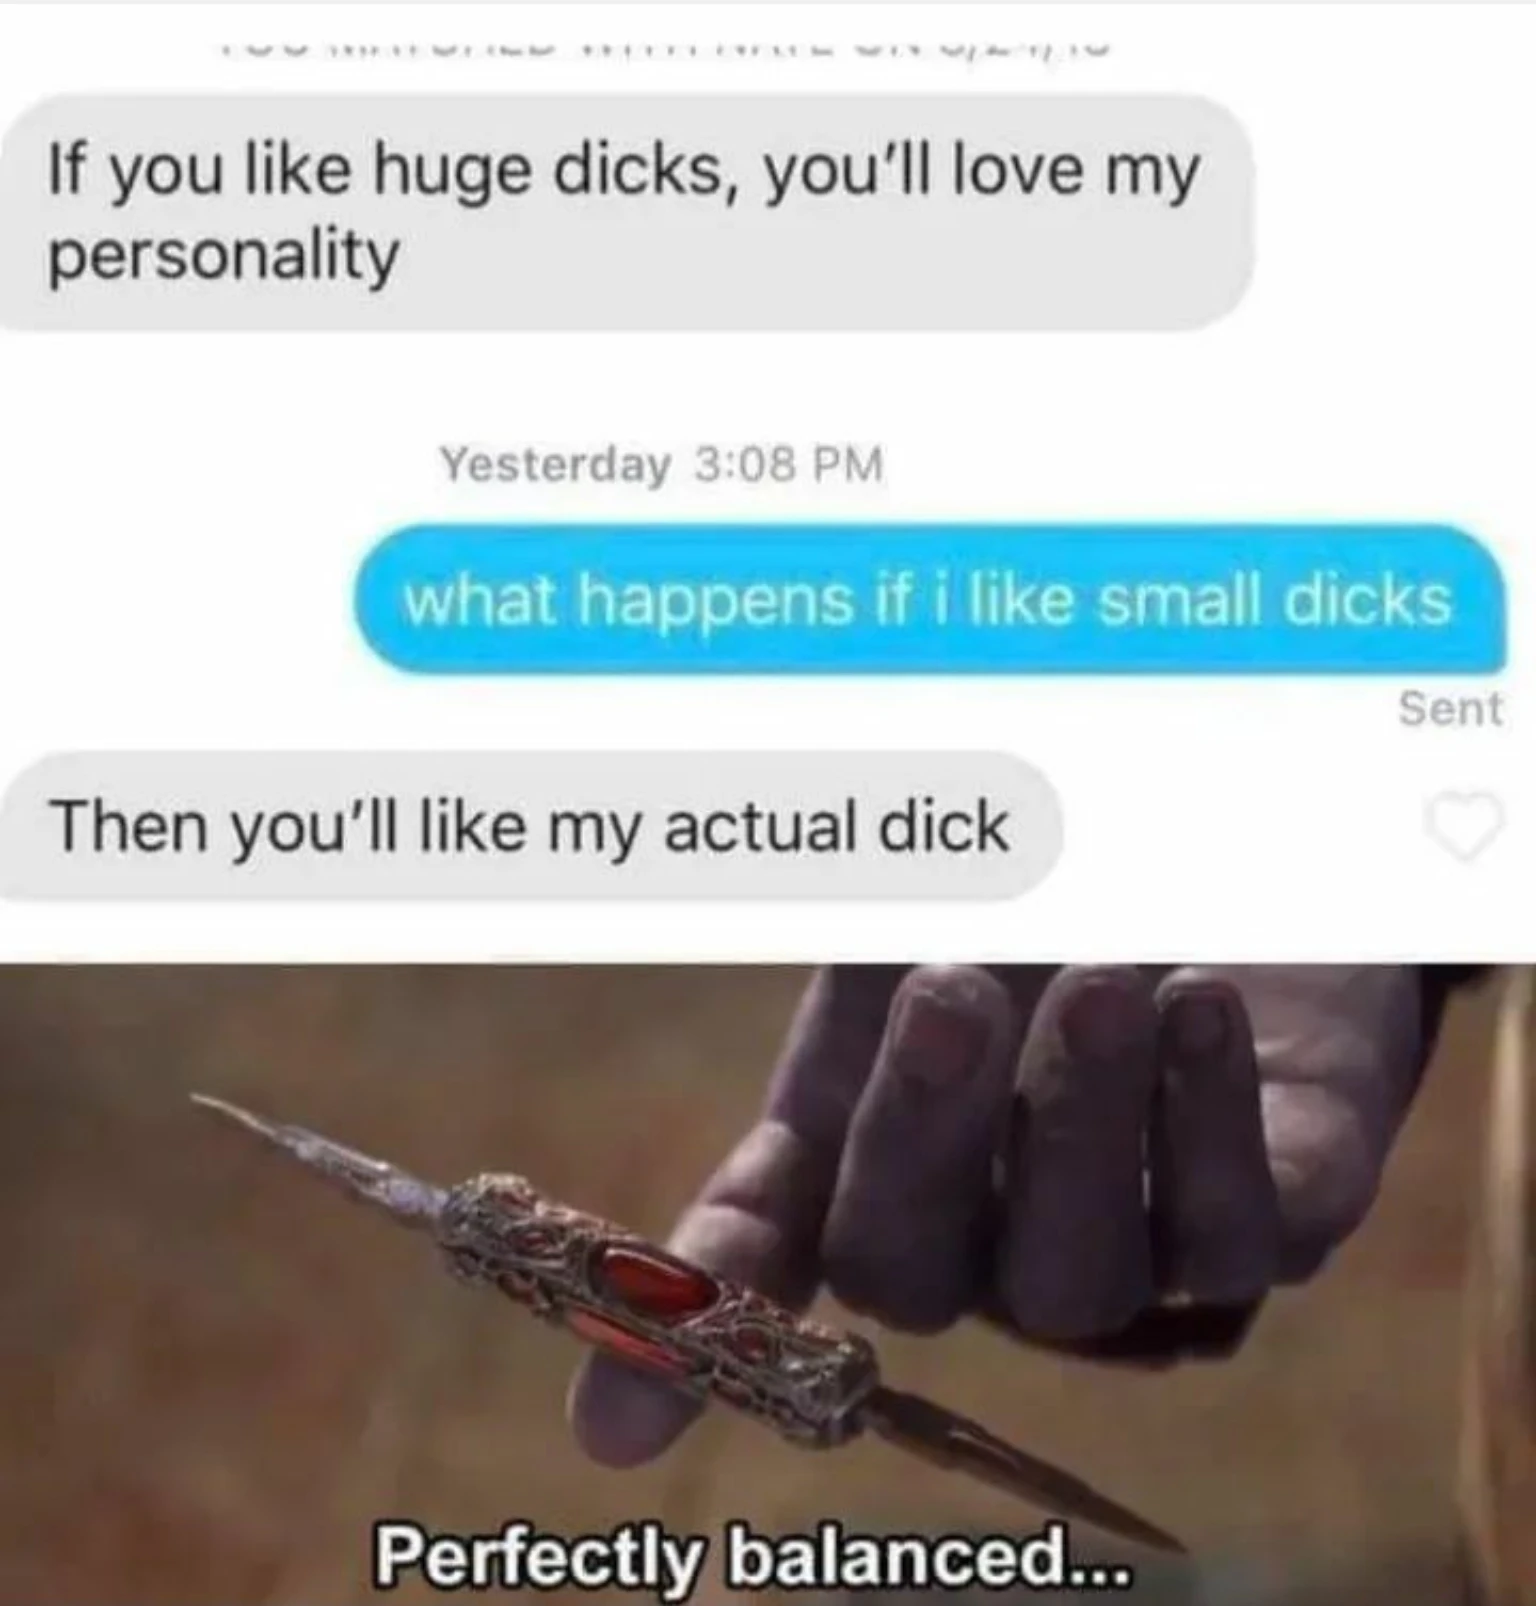 If you like huge dicks, you'll love my
personality
Yesterday 3:08 PM
what happens if i like small dicks
Sent
Then you'll like my actual dick
Perfectly balanced...